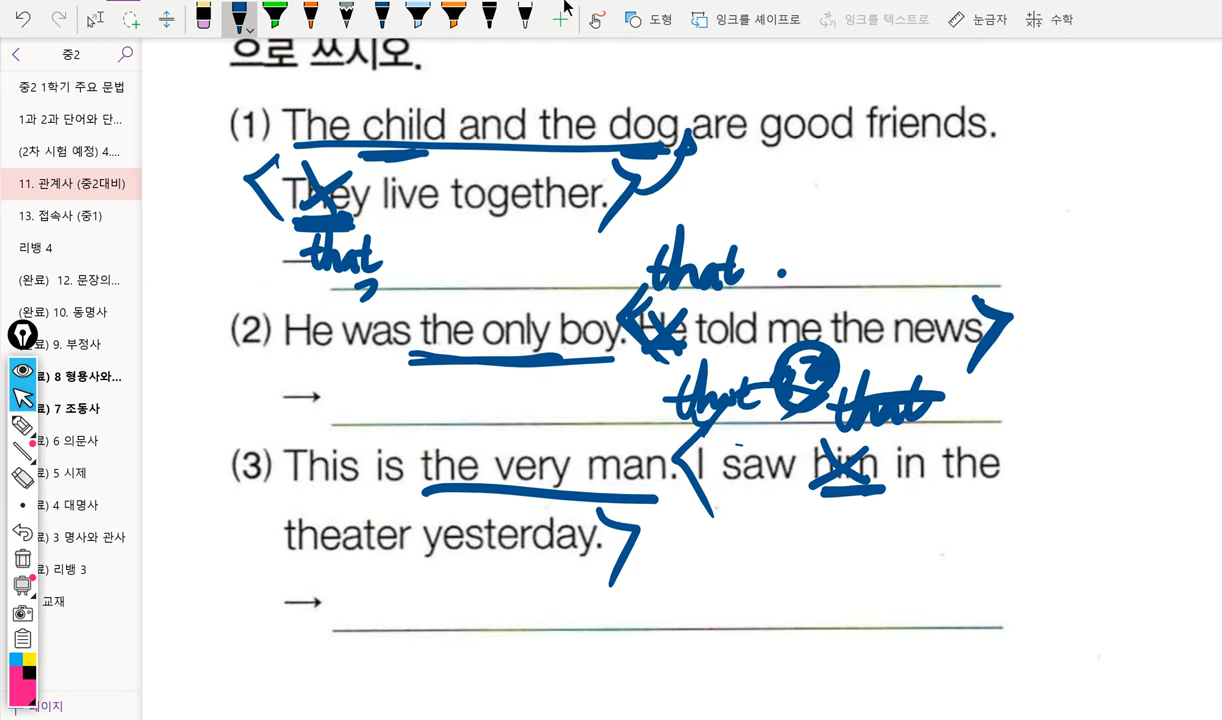 도형 잉크를 셰이프로 잉크를 텍스트로 눈금자 수학
중2
중2 1학기 주요 문법
1과 2과 단어와 단...
(2차 시험 예정) 4....
11. 관계사 (중2대비)
13. 접속사 (중1)
리뱅 4
(완료) 12. 문장의...
(완료) 10. 동명사
료) 9. 부정사
료) 8 형용사와...
료) 7 조동사
료) 6 의문사
료) 5 시제
료) 4 대명사
료) 3 명사와 관사
료) 리뱅 3
교재
페이지
으로 쓰시오.
(1) The child and the dog are good friends.
They live together.
→ that
that .
(2) He was the only boy. He told me the news.
→ that that
(3) This is the very man. I saw him in the
theater yesterday.
→